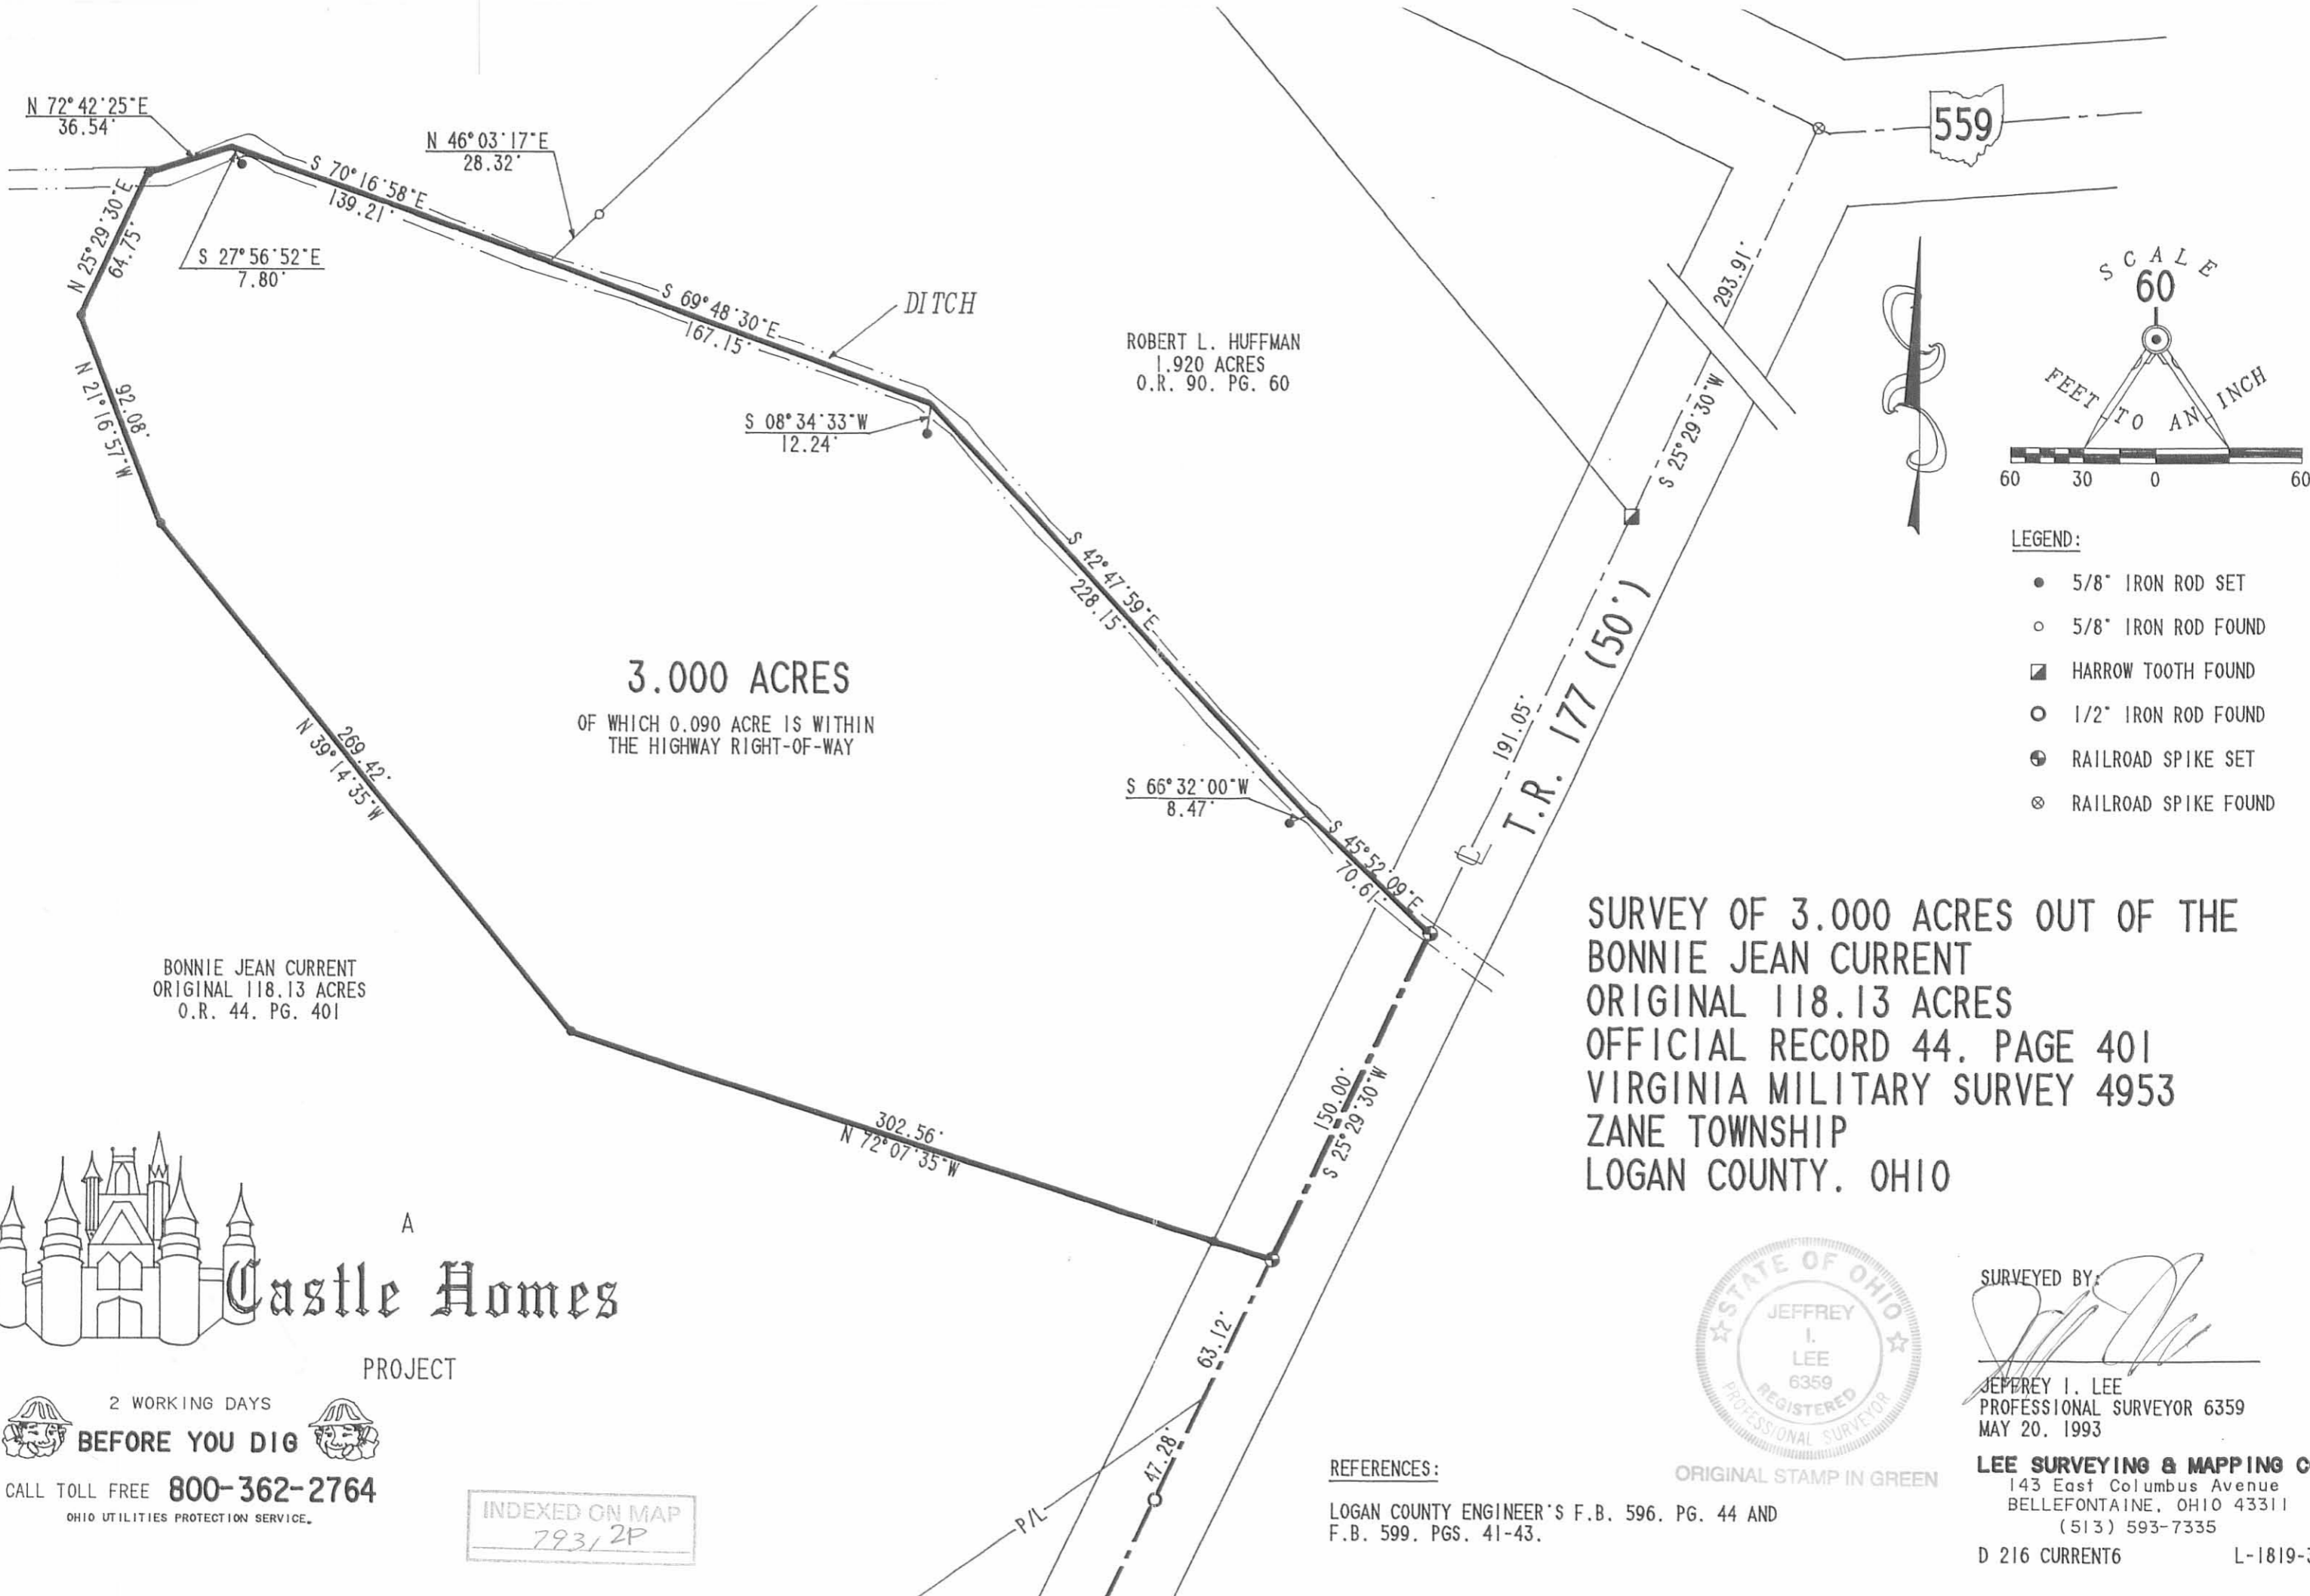 N 72°42'25"E
36.54'
N 46°03'17"E
28.32'
S 70°16'58"E
139.21'
N 25°29'30"E
64.75'
S 27°56'52"E
7.80'
S 69°48'30"E
167.15'
DITCH
ROBERT L. HUFFMAN
1.920 ACRES
O.R. 90. PG. 60
559
293.91'
S 25°29'30"W
SCALE
60
FEET TO AN INCH
60 30 0 60
N 21°16'57"W
92.08'
S 08°34'33"W
12.24'
S 42°47'59"E
228.15'
LEGEND:
5/8" IRON ROD SET
5/8" IRON ROD FOUND
HARROW TOOTH FOUND
1/2" IRON ROD FOUND
RAILROAD SPIKE SET
RAILROAD SPIKE FOUND
3.000 ACRES
OF WHICH 0.090 ACRE IS WITHIN
THE HIGHWAY RIGHT-OF-WAY
269.42'
N 39°14'35"W
191.05'
T.R. 177 (50')
S 66°32'00"W
8.47'
S 45°52'09"E
70.61'
BONNIE JEAN CURRENT
ORIGINAL 118.13 ACRES
O.R. 44. PG. 401
SURVEY OF 3.000 ACRES OUT OF THE
BONNIE JEAN CURRENT
ORIGINAL 118.13 ACRES
OFFICIAL RECORD 44. PAGE 401
VIRGINIA MILITARY SURVEY 4953
ZANE TOWNSHIP
LOGAN COUNTY. OHIO
302.56'
N 72°07'35"W
150.00'
S 25°29'30"W
A
Castle Homes
PROJECT
2 WORKING DAYS
BEFORE YOU DIG
CALL TOLL FREE 800-362-2764
OHIO UTILITIES PROTECTION SERVICE.
INDEXED ON MAP
793, 2P
63.12'
47.28'
P/L
REFERENCES:
LOGAN COUNTY ENGINEER'S F.B. 596. PG. 44 AND
F.B. 599. PGS. 41-43.
STATE OF OHIO
JEFFREY
I.
LEE
6359
REGISTERED
PROFESSIONAL SURVEYOR
ORIGINAL STAMP IN GREEN
SURVEYED BY:
JEFFREY I. LEE
PROFESSIONAL SURVEYOR 6359
MAY 20. 1993
LEE SURVEYING & MAPPING C
143 East Columbus Avenue
BELLEFONTAINE, OHIO 43311
(513) 593-7335
D 216 CURRENT6 L-1819-